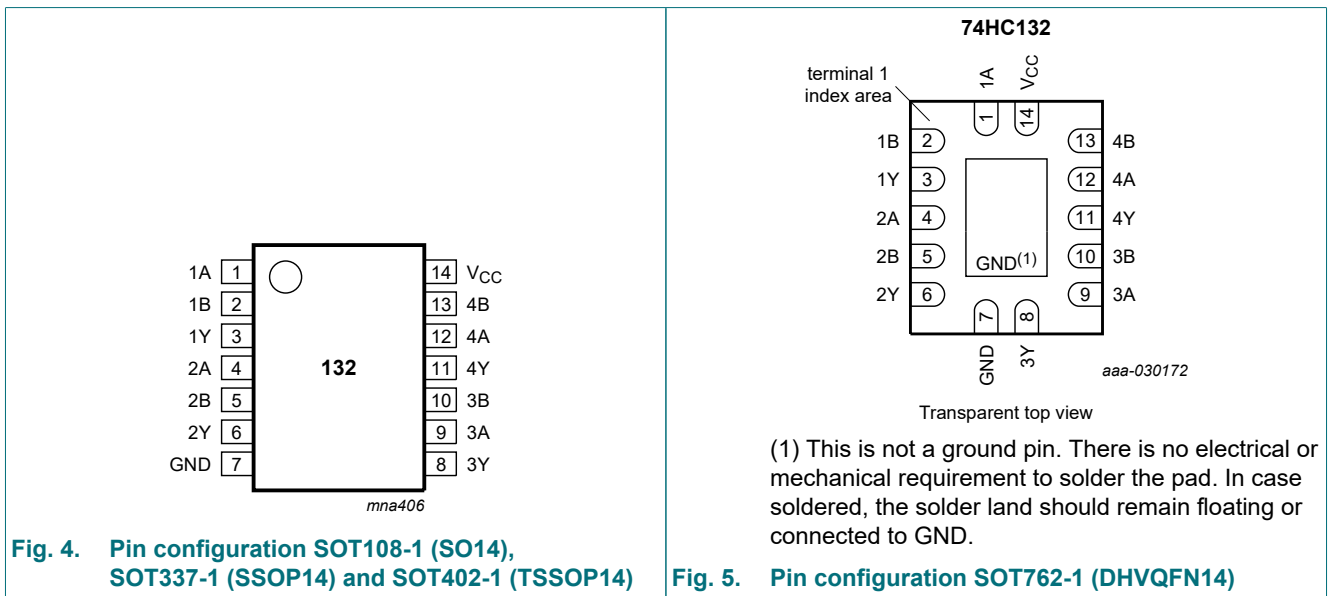 1A 1
1B 2
1Y 3
2A 4
2B 5
2Y 6
GND 7
132
14 VCC
13 4B
12 4A
11 4Y
10 3B
9 3A
8 3Y
mna406
Fig. 4. Pin configuration SOT108-1 (SO14),
SOT337-1 (SSOP14) and SOT402-1 (TSSOP14)
74HC132
terminal 1
index area
1A
VCC
1
14
1B 2
1Y 3
2A 4
2B 5
2Y 6
13 4B
12 4A
11 4Y
10 3B
9 3A
GND(1)
7
8
GND
3Y
aaa-030172
Transparent top view
(1) This is not a ground pin. There is no electrical or
mechanical requirement to solder the pad. In case
soldered, the solder land should remain floating or
connected to GND.
Fig. 5. Pin configuration SOT762-1 (DHVQFN14)